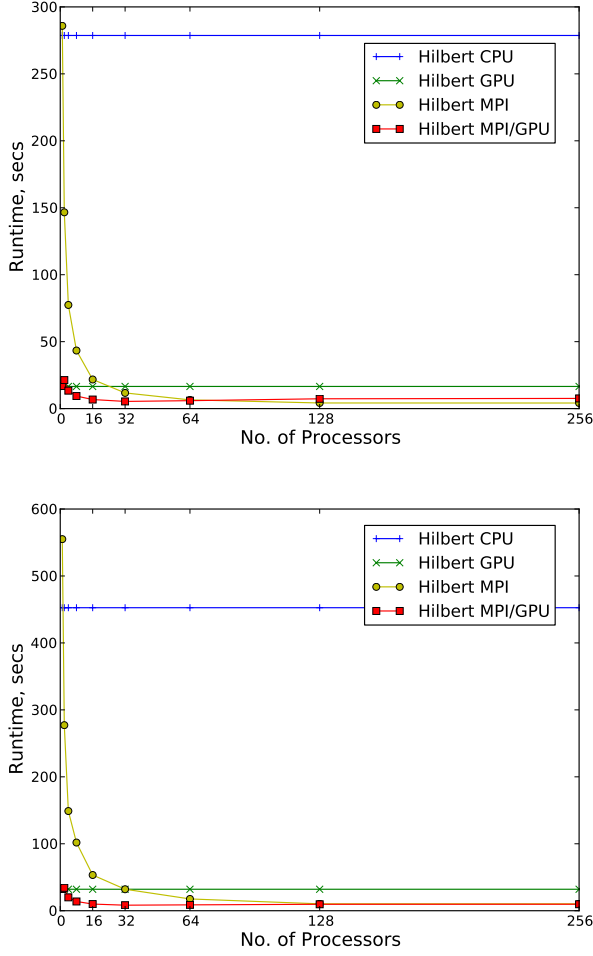 300
250
200
150
100
50
0
Runtime, secs
Hilbert CPU
Hilbert GPU
Hilbert MPI
Hilbert MPI/GPU
0 16 32 64 128 256
No. of Processors
600
500
400
300
200
100
0
Runtime, secs
Hilbert CPU
Hilbert GPU
Hilbert MPI
Hilbert MPI/GPU
0 16 32 64 128 256
No. of Processors